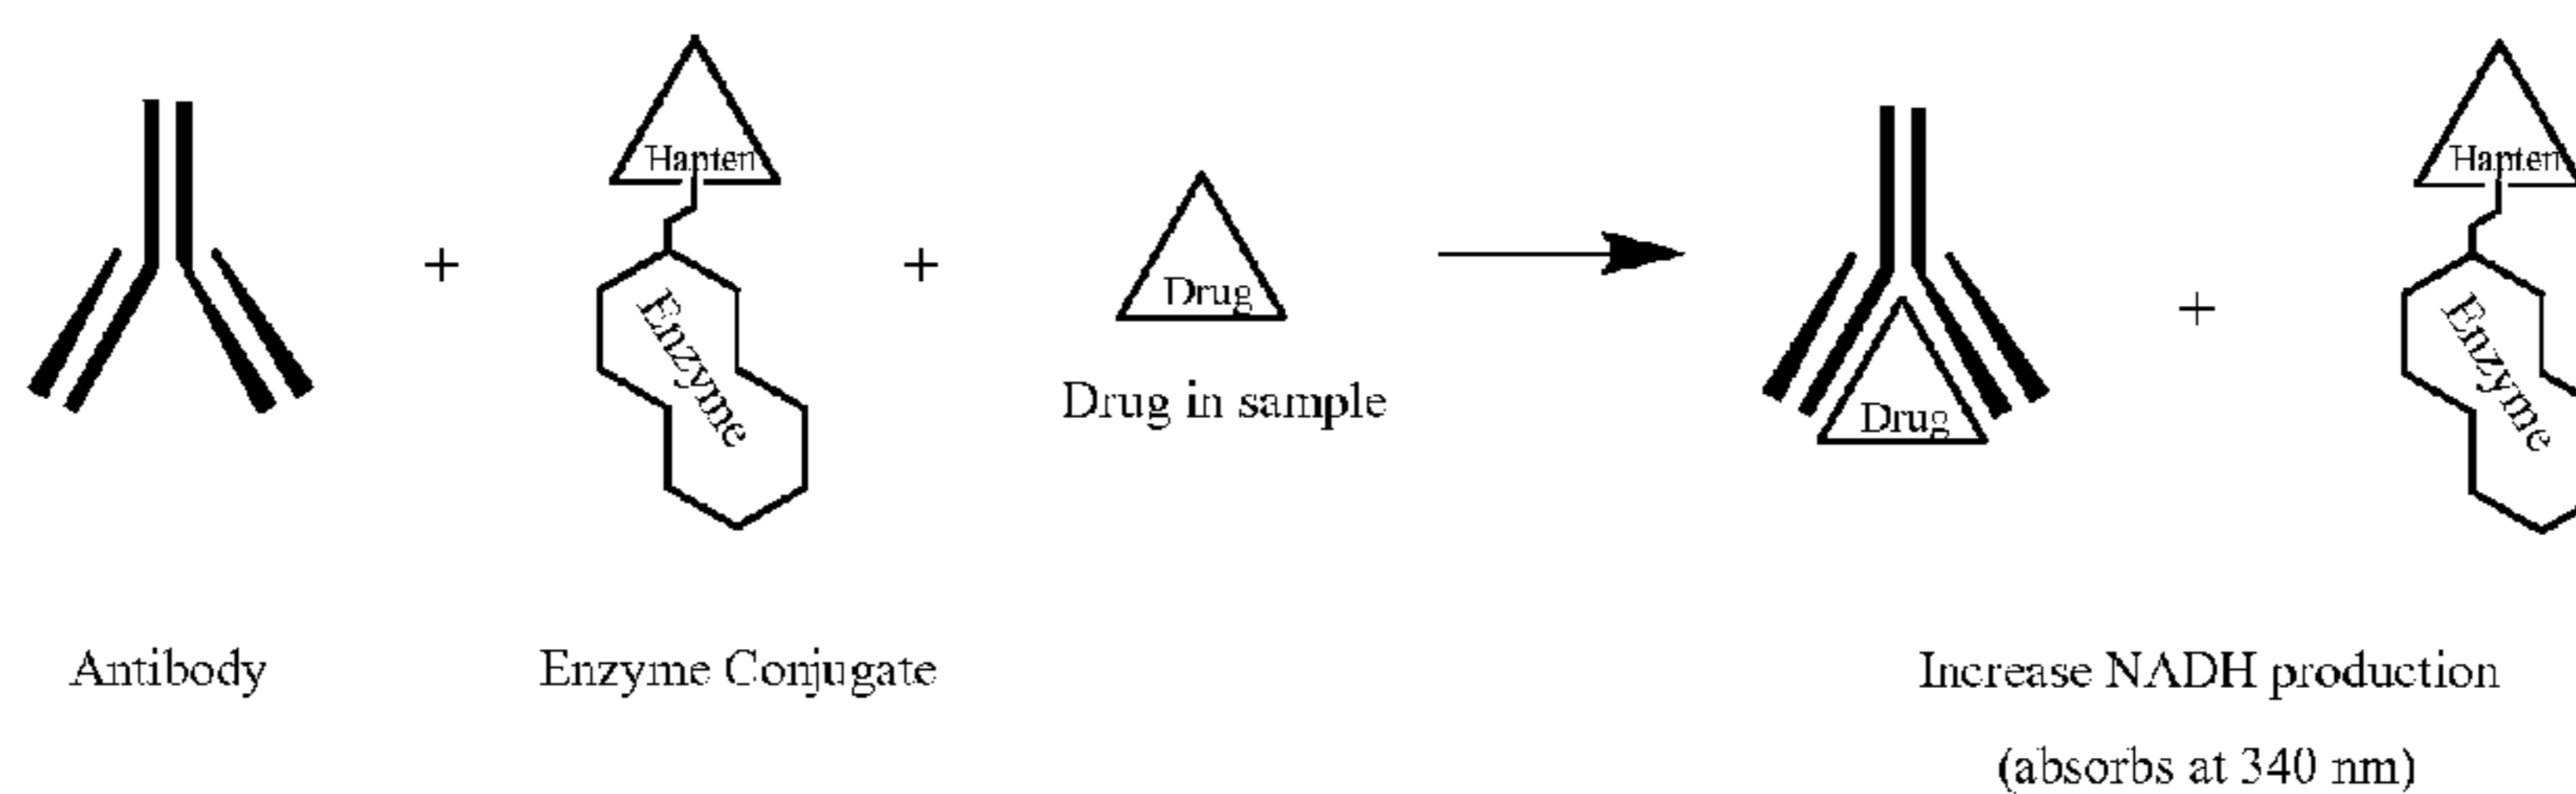 Hapten
Enzyme
+
+
Drug
Drug in sample
Drug
+
Hapten
Enzyme
Antibody
Enzyme Conjugate
Increase NADH production
(absorbs at 340 nm)